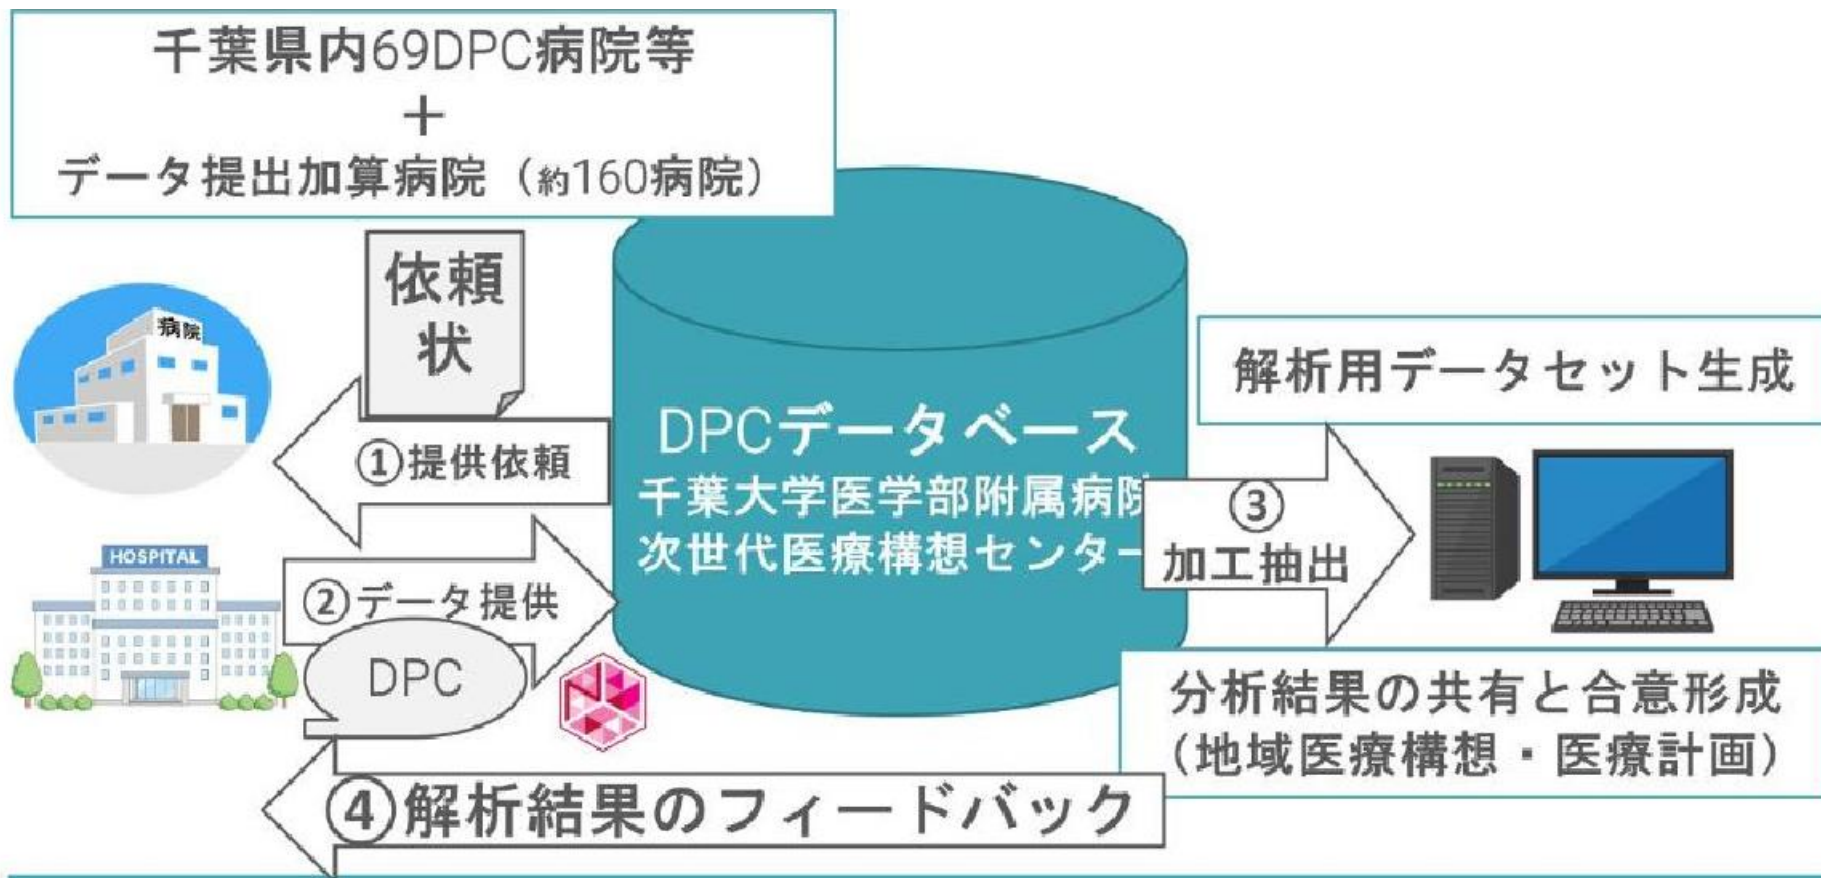 千葉県内69DPC病院等
＋
データ提出加算病院（約160病院）
依頼
状
病院
①提供依頼
DPCデータベース
千葉大学医学部附属病院
次世代医療構想センター
解析用データセット生成
③
加工抽出
HOSPITAL
②データ提供
DPC
分析結果の共有と合意形成
（地域医療構想・医療計画）
④解析結果のフィードバック